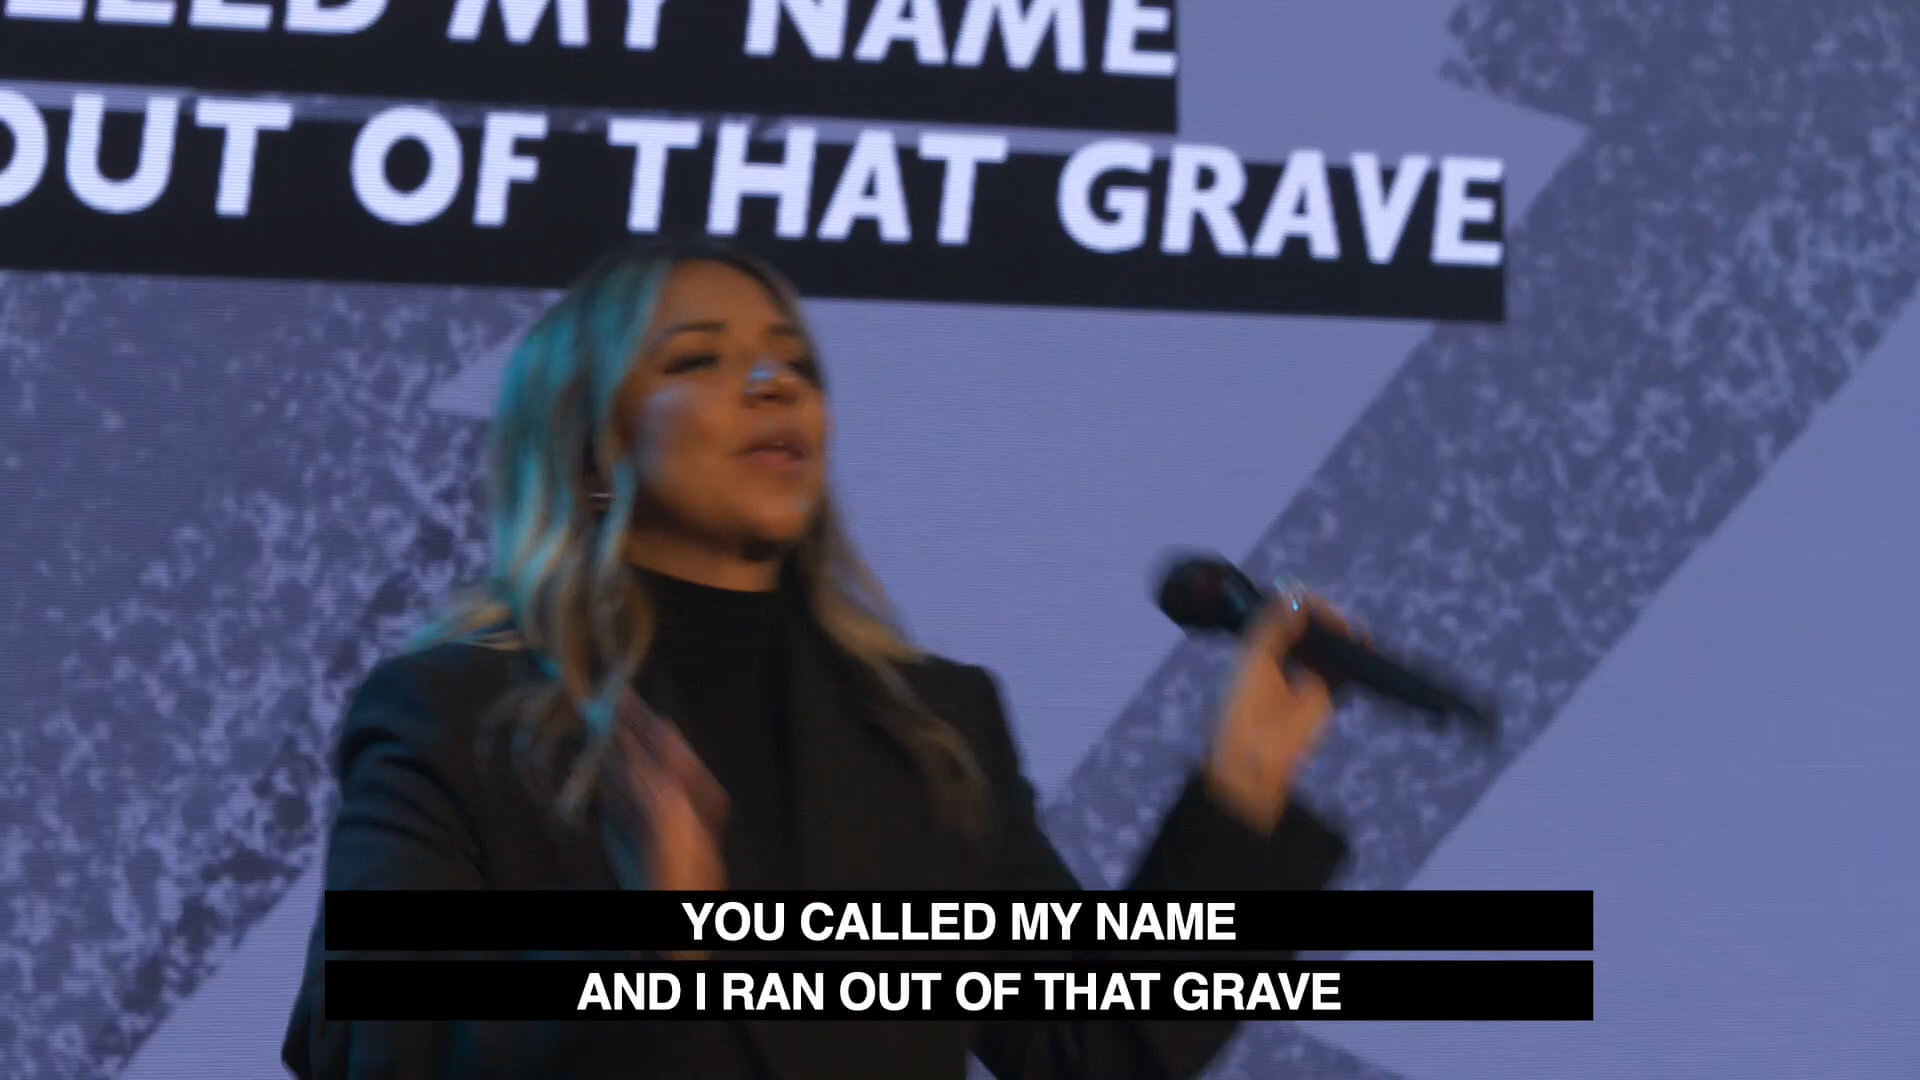 MY NAME
OUT OF THAT GRAVE
YOU CALLED MY NAME
AND I RAN OUT OF THAT GRAVE